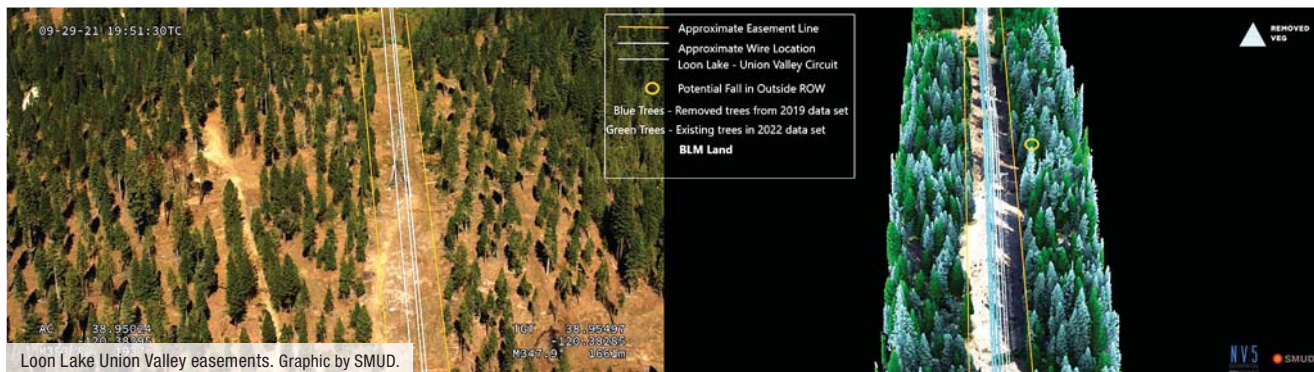 09-29-21 19:51:30TC
Approximate Easement Line
Approximate Wire Location
Loon Lake - Union Valley Circuit
Potential Fall in Outside ROW
Blue Trees - Removed trees from 2019 data set
Green Trees - Existing trees in 2022 data set
BLM Land
REMOVED
VEG
AC 38.95024
TGT 38.95497
-120.38285
M347.9° 1661m
Loon Lake Union Valley easements. Graphic by SMUD.
NV5
SMUD